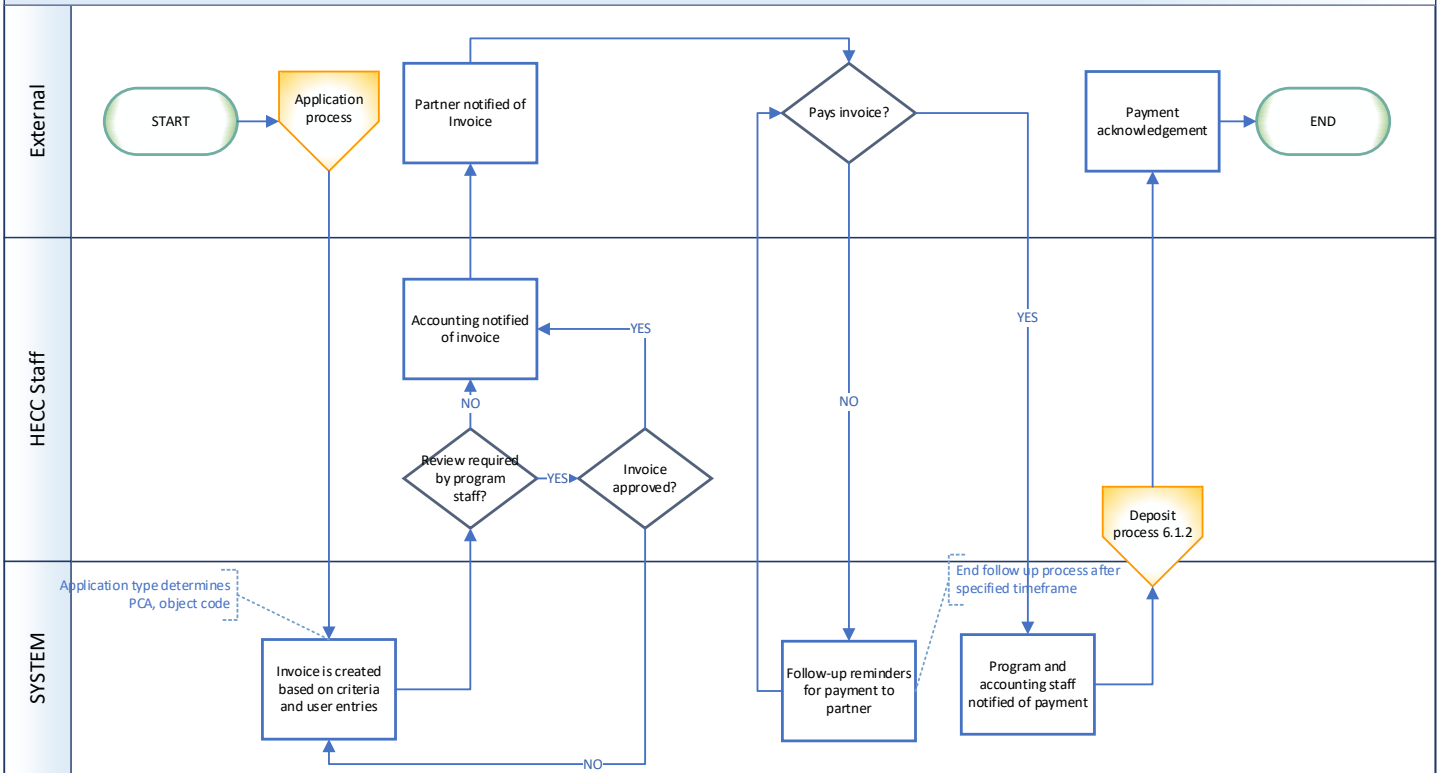 External
START
Application
process
Partner notified of
Invoice
Pays invoice?
Payment
acknowledgement
END
HECC Staff
Accounting notified
of invoice
YES
NO
Review required
by program
staff?
YES
Invoice
approved?
YES
NO
Deposit
process 6.1.2
SYSTEM
Application type determines
PCA, object code
Invoice is created
based on criteria
and user entries
NO
End follow up process after
specified timeframe
Follow-up reminders
for payment to
partner
Program and
accounting staff
notified of payment